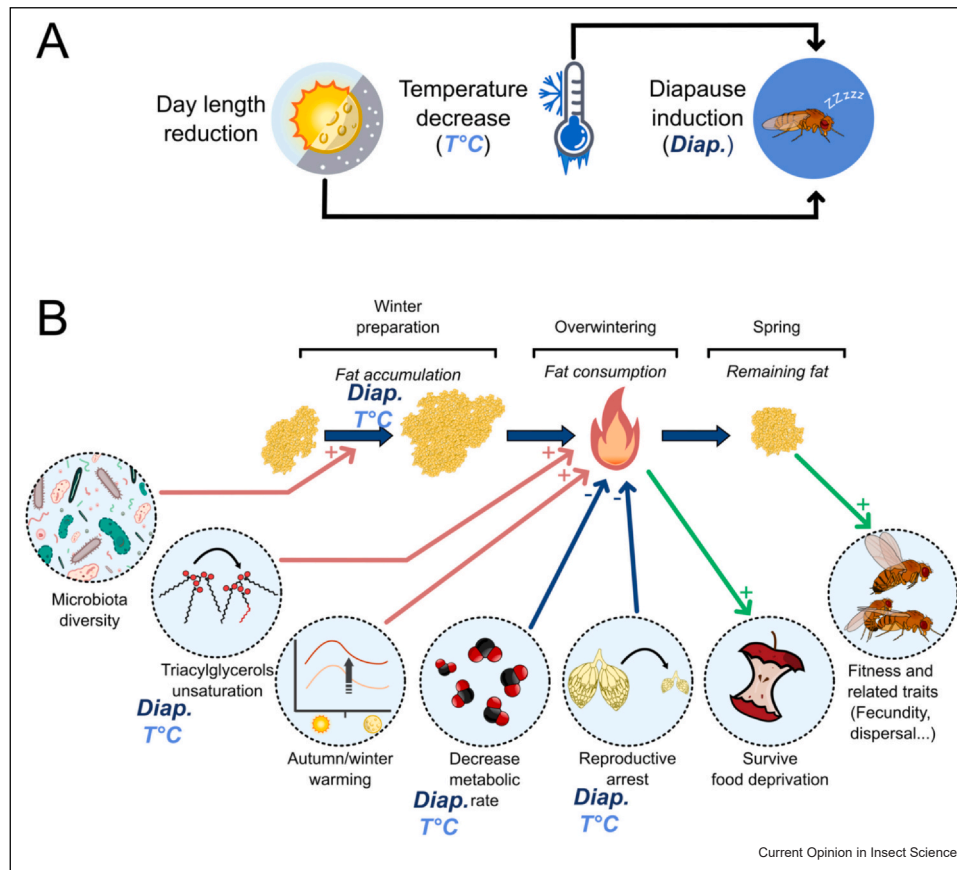 A
Day length
reduction
Temperature
decrease
(T°C)
Diapause
induction
(Diap.)
zZzzz
B
Winter
preparation
Overwintering
Spring
Fat accumulation
Fat consumption
Remaining fat
Diap.
T°C
+
+
+
-
-
+
+
Microbiota
diversity
Triacylglycerols
unsaturation
Diap.
T°C
Autumn/winter
warming
Decrease
metabolic
rate
Diap.
T°C
Reproductive
arrest
Diap.
T°C
Survive
food deprivation
Fitness and
related traits
(Fecundity,
dispersal...)
Current Opinion in Insect Science